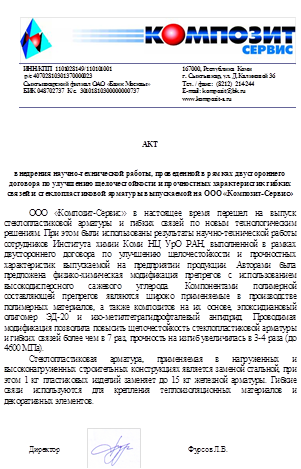 КОМПОЗИТ
СЕРВИС
ИНН/КПП 1101028149/110101001
р/с 40702810301370000023
Сыктывкарский филиал ОАО «Банк Москвы»
БИК 048702737 К/с 30101810300000000737
167000, Республика Коми
г. Сыктывкар, ул. Д.Каликовой 36
Тел. / факс: (8212) 214-244
E-mail: kompozit@bk.ru
www.kompozit-s.ru
АКТ
внедрения научно-технической работы, проведенной в рамках двустороннего
договора по улучшению щелочестойкости и прочностных характеристик гибких
связей и стеклопластиковой арматуры выпускаемой на ООО «Композит-Сервис»
ООО «Композит-Сервис» в настоящее время перешел на выпуск
стеклопластиковой арматуры и гибких связей по новым технологическим
решениям. При этом были использованы результаты научно-технической работы
сотрудников Института химии Коми НЦ УрО РАН, выполненной в рамках
двустороннего договора по улучшению щелочестойкости и прочностных
характеристик выпускаемой на предприятии продукции. Авторами была
предложена физико-химическая модификация препрегов с использованием
высокодисперсного сажевого углерода. Компонентами полимерной
составляющей препрегов являются широко применяемые в производстве
полимерных материалов, а также композитов на их основе, эпоксидиановый
олигомер ЭД-20 и изо-метилтетрагидрофталевый ангидрид. Проводимая
модификация позволила повысить щелочестойкость стеклопластиковой арматуры
и гибких связей более чем в 7 раз, прочность на изгиб увеличилась в 3-4 раза (до
4600 МПа).
Стеклопластиковая арматура, применяемая в нагруженных и
высоконагруженных строительных конструкциях является заменой стальной, при
этом 1 кг пластиковых изделий заменяет до 15 кг железной арматуры. Гибкие
связи используются для крепления теплоизоляционных материалов и
декоративных элементов.
Директор Фурсов Л.В.